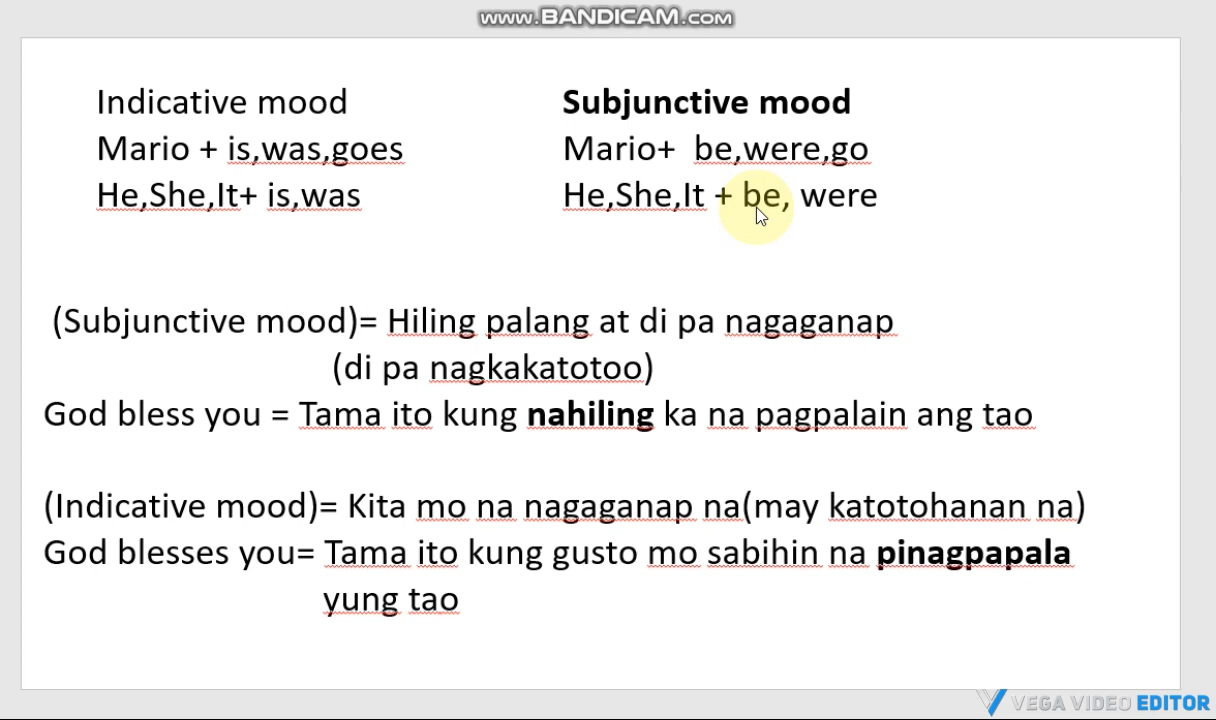 www.BANDICAM.com
Indicative mood
Subjunctive mood
Mario + is,was,goes
Mario+ be,were,go
He,She,It+ is,was
He,She,It + be, were
(Subjunctive mood)= Hiling palang at di pa nagaganap
(di pa nagkakatotoo)
God bless you = Tama ito kung nahiling ka na pagpalain ang tao
(Indicative mood)= Kita mo na nagaganap na(may katotohanan na)
God blesses you= Tama ito kung gusto mo sabihin na pinagpapala
yung tao
VEGA VIDEO EDITOR